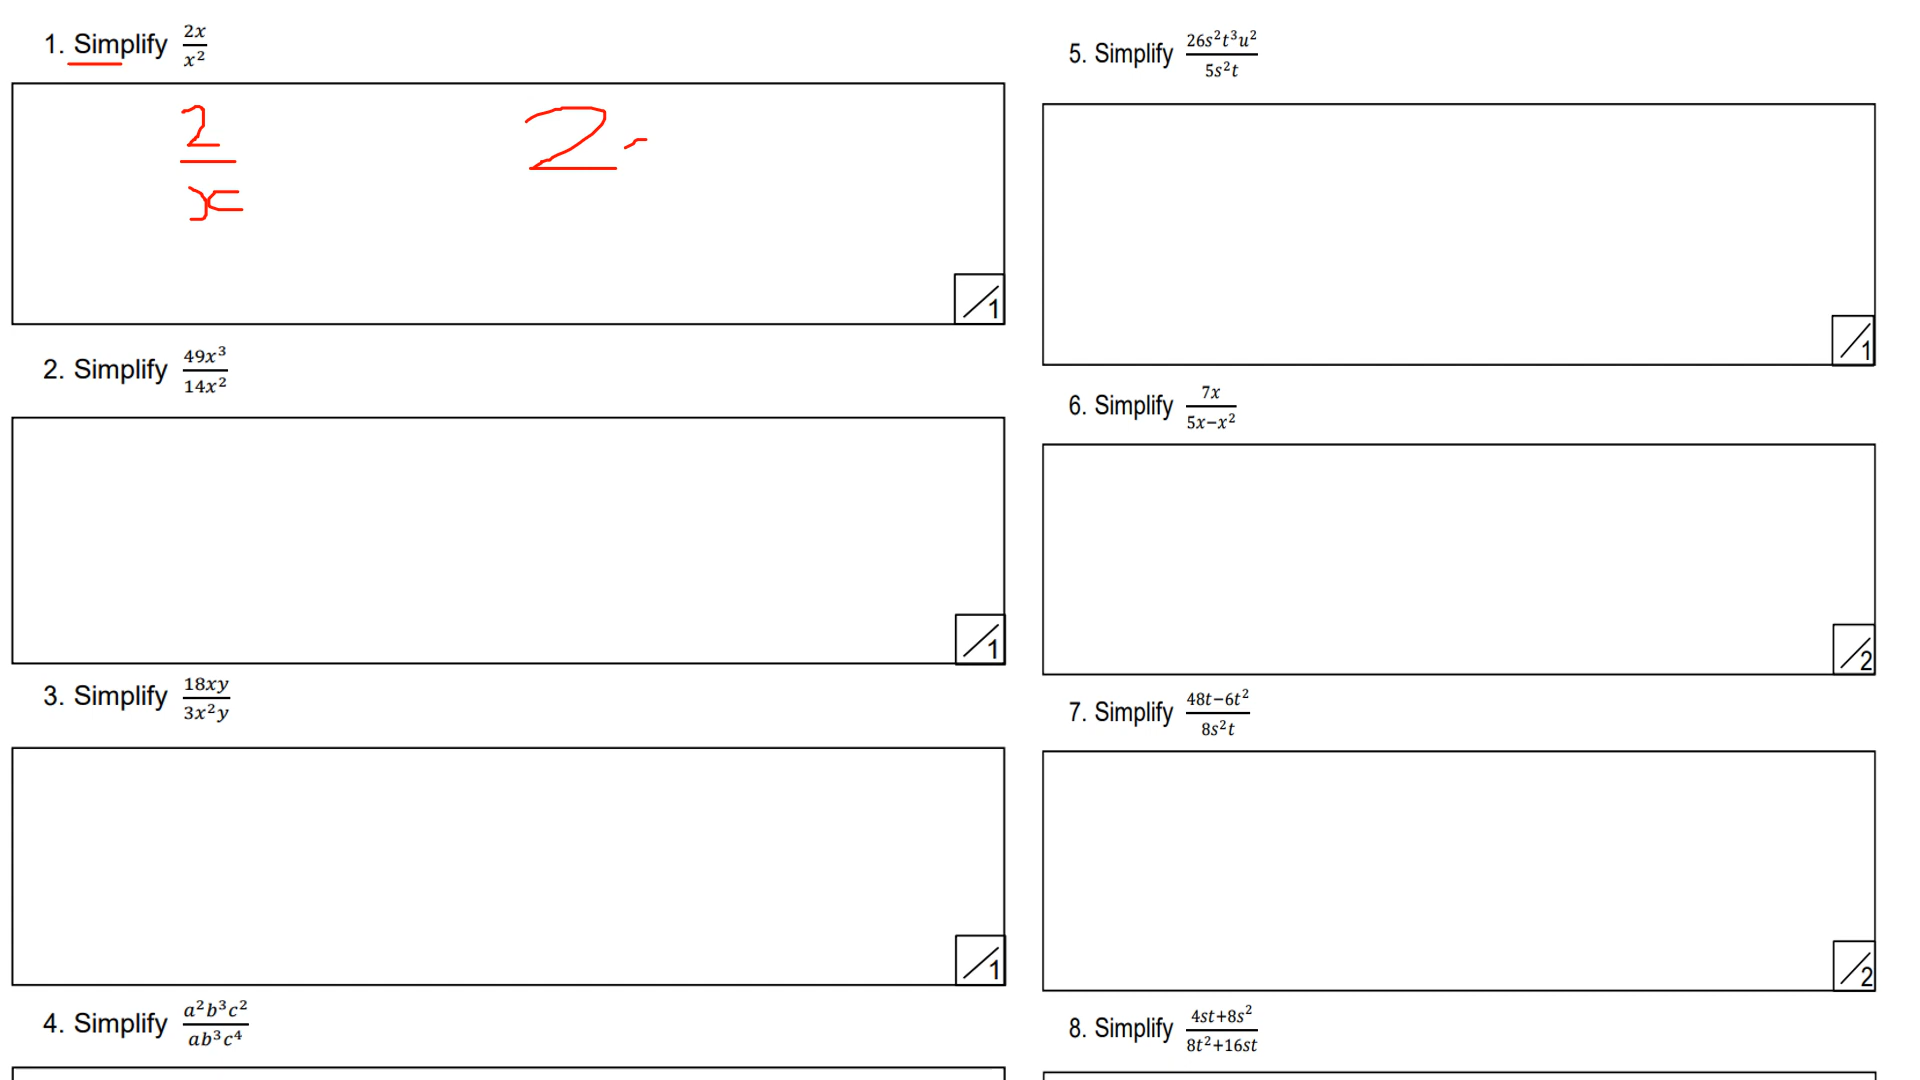 1. Simplify 2x/x²
2/x
2-
/1
2. Simplify 49x³/14x²
/1
3. Simplify 18xy/3x²y
/1
4. Simplify a²b³c²/ab³c⁴
5. Simplify 26s²t³u²/5s²t
/1
6. Simplify 7x/5x−x²
/2
7. Simplify 48t−6t²/8s²t
/2
8. Simplify 4st+8s²/8t²+16st